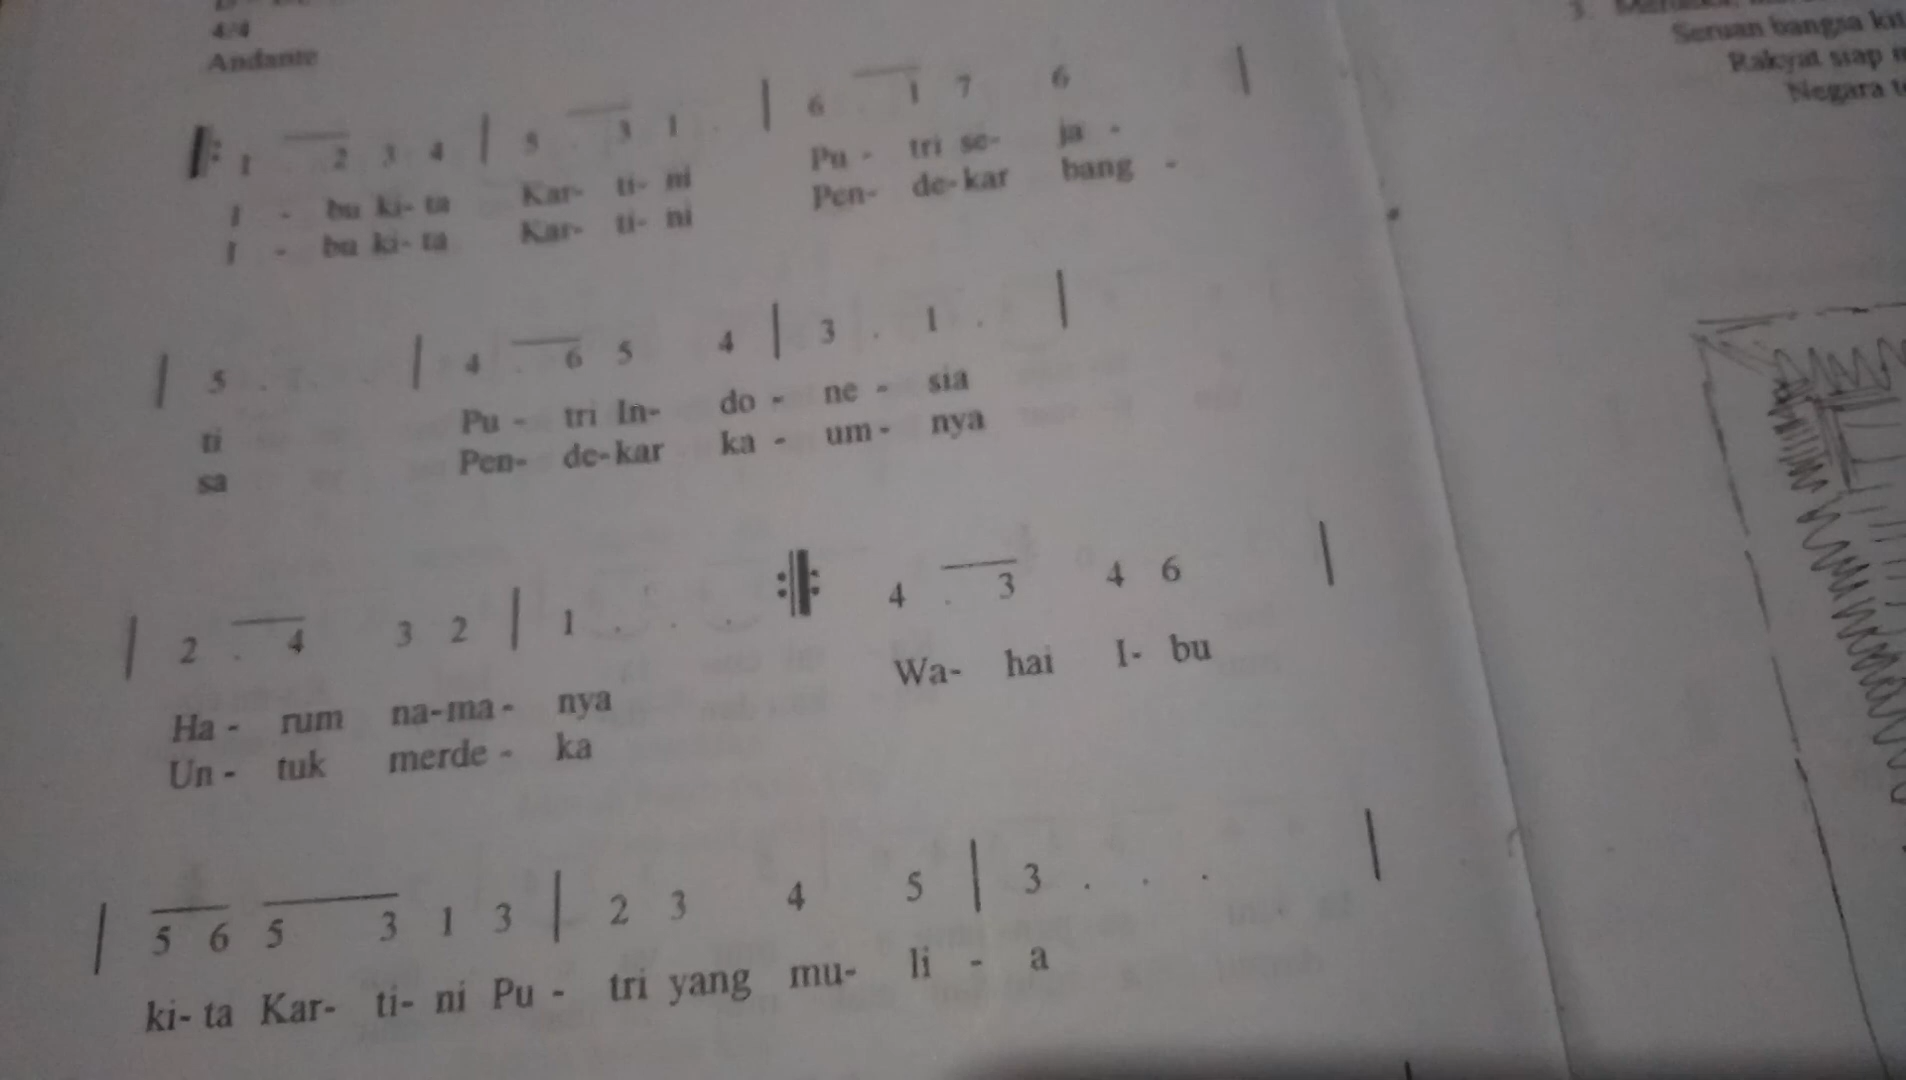 4/4
Andante
1 . 2 3 4 | 5 . 3 1 . | 6 . 1 7 6 |
I - bu ki- ta Kar- ti- ni Pu - tri se- ja -
I - bu ki- ta Kar- ti- ni Pen- de-kar bang -
| 5 . . . | 4 . 6 5 4 | 3 . 1 . |
ti Pu - tri In- do - ne - sia
sa Pen- de-kar ka - um- nya
| 2 . 4 3 2 | 1 . . . :||: 4 . 3 4 6 |
Ha - rum na-ma- nya Wa- hai I- bu
Un - tuk merde - ka
| 5 6 5 3 1 3 | 2 3 4 5 | 3 . . . |
ki- ta Kar- ti- ni Pu - tri yang mu- li - a
3.
Seruan bangsa
Rakyat siap
Negara